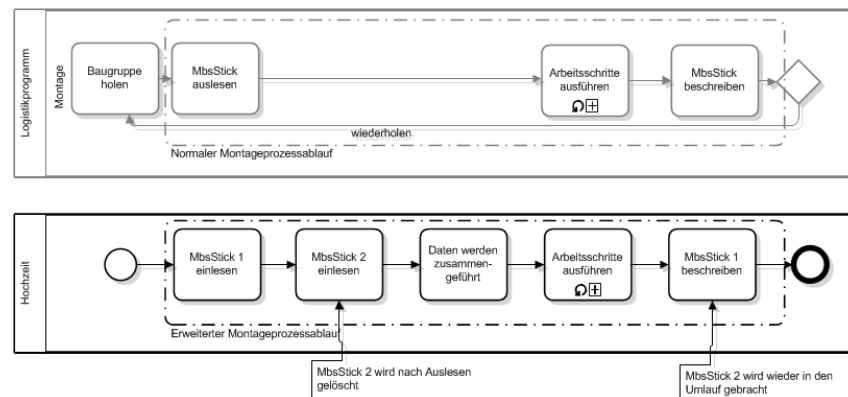 Logistikprogramm
Montage
Baugruppe
holen
MbsStick
auslesen
Arbeitsschritte
ausführen
MbsStick
beschreiben
wiederholen
Normaler Montageprozessablauf
Hochzeit
MbsStick 1
einlesen
MbsStick 2
einlesen
Daten werden
zusammen-
geführt
Arbeitsschritte
ausführen
MbsStick 1
beschreiben
Erweiterter Montageprozessablauf
MbsStick 2 wird nach Auslesen
gelöscht
MbsStick 2 wird wieder in den
Umlauf gebracht